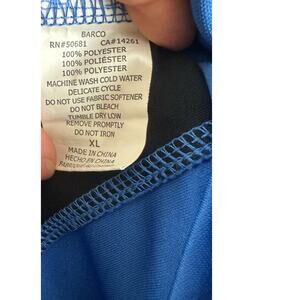 BARCO
RN#50681 CA#14261
100% POLYESTER
100% POLIÉSTER
100% POLYESTER
MACHINE WASH COLD WATER
DELICATE CYCLE
DO NOT USE FABRIC SOFTENER
DO NOT BLEACH
TUMBLE DRY LOW
REMOVE PROMPTLY
DO NOT IRON
XL
MADE IN CHINA
HECHO EN CHINA